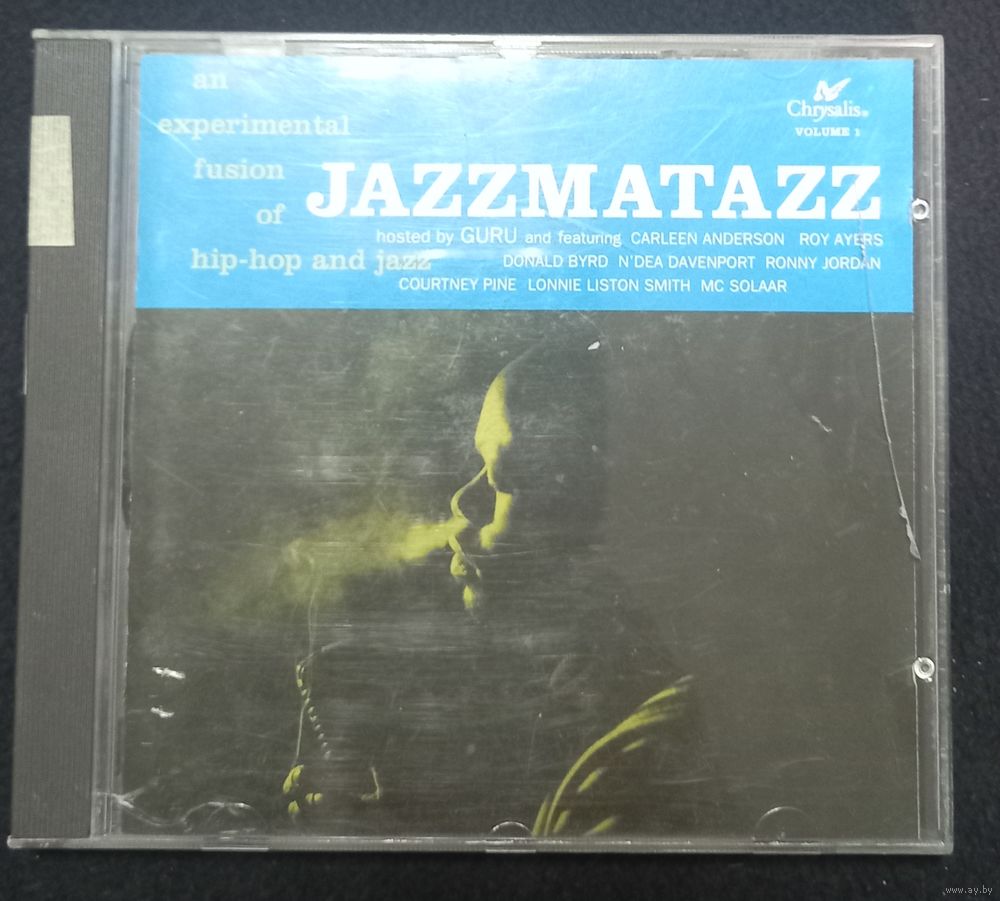 an
experimental
fusion
of
hip-hop and jazz
Chrysalis®
VOLUME 1
JAZZMATAZZ
hosted by GURU and featuring CARLEEN ANDERSON ROY AYERS
DONALD BYRD N'DEA DAVENPORT RONNY JORDAN
COURTNEY PINE LONNIE LISTON SMITH MC SOLAAR
www.ay.by